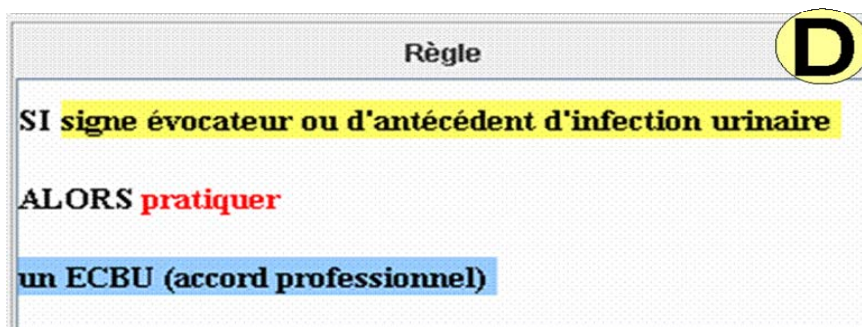 Règle
D
SI signe évocateur ou d'antécédent d'infection urinaire
ALORS pratiquer
un ECBU (accord professionnel)